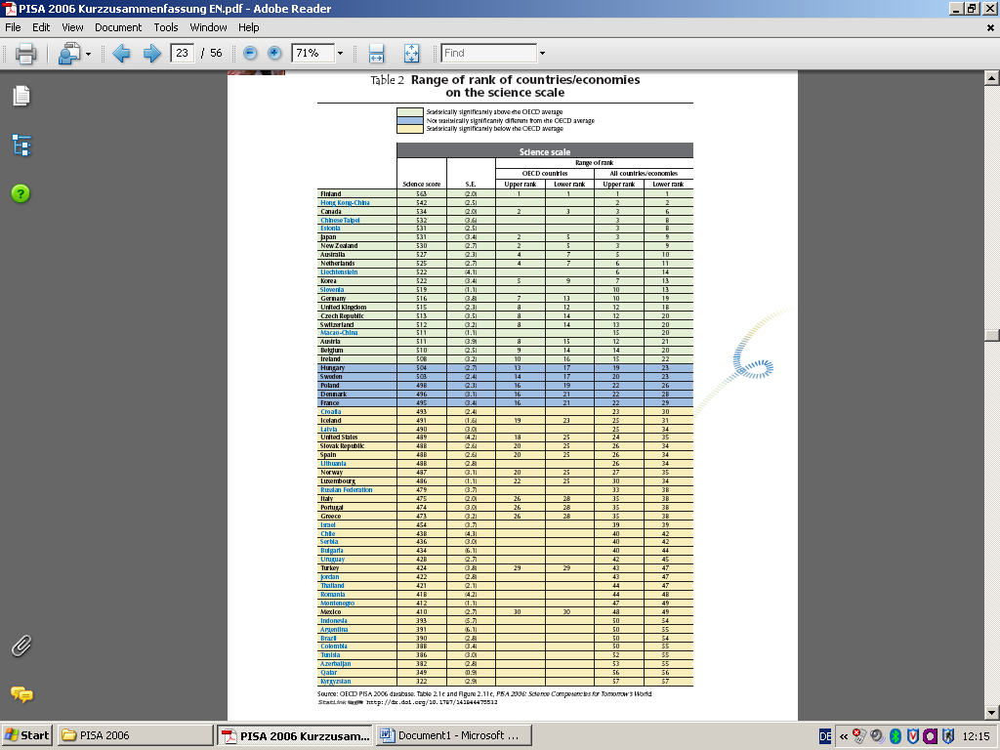 PISA 2006 Kurzzusammenfassung EN.pdf - Adobe Reader
File Edit View Document Tools Window Help
23 / 56 71% Find
Table 2 Range of rank of countries/economies
on the science scale
Statistically significantly above the OECD average
Not statistically significantly different from the OECD average
Statistically significantly below the OECD average
Science scale
Range of rank
OECD countries All countries/economies
Science score S.E. Upper rank Lower rank Upper rank Lower rank
Finland 563 (2.0) 1 1 1 1
Hong Kong-China 542 (2.5) 2 2
Canada 534 (2.0) 2 3 3 6
Chinese Taipei 532 (3.6) 3 8
Estonia 531 (2.5) 3 8
Japan 531 (3.4) 2 5 3 9
New Zealand 530 (2.7) 2 5 3 9
Australia 527 (2.3) 4 7 5 10
Netherlands 525 (2.7) 4 7 6 11
Liechtenstein 522 (4.1) 6 14
Korea 522 (3.4) 5 9 7 13
Slovenia 519 (1.1) 10 13
Germany 516 (3.8) 7 13 10 19
United Kingdom 515 (2.3) 8 12 12 18
Czech Republic 513 (3.5) 8 14 12 20
Switzerland 512 (3.2) 8 14 13 20
Macao-China 511 (1.1) 15 20
Austria 511 (3.9) 8 15 12 21
Belgium 510 (2.5) 9 14 14 20
Ireland 508 (3.2) 10 16 15 22
Hungary 504 (2.7) 13 17 19 23
Sweden 503 (2.4) 14 17 20 23
Poland 498 (2.3) 16 19 22 26
Denmark 496 (3.1) 16 21 22 28
France 495 (3.4) 16 21 22 29
Croatia 493 (2.4) 23 30
Iceland 491 (1.6) 19 23 25 31
Latvia 490 (3.0) 25 34
United States 489 (4.2) 18 25 24 35
Slovak Republic 488 (2.6) 20 25 26 34
Spain 488 (2.6) 20 25 26 34
Lithuania 488 (2.8) 26 34
Norway 487 (3.1) 20 25 27 35
Luxembourg 486 (1.1) 22 25 30 34
Russian Federation 479 (3.7) 33 38
Italy 475 (2.0) 26 28 35 38
Portugal 474 (3.0) 26 28 35 38
Greece 473 (3.2) 26 28 35 38
Israel 454 (3.7) 39 39
Chile 438 (4.3) 40 42
Serbia 436 (3.0) 40 42
Bulgaria 434 (6.1) 40 44
Uruguay 428 (2.7) 42 45
Turkey 424 (3.8) 29 29 43 47
Jordan 422 (2.8) 43 47
Thailand 421 (2.1) 44 47
Romania 418 (4.2) 44 48
Montenegro 412 (1.1) 47 49
Mexico 410 (2.7) 30 30 48 49
Indonesia 393 (5.7) 50 54
Argentina 391 (6.1) 50 55
Brazil 390 (2.8) 50 54
Colombia 388 (3.4) 50 55
Tunisia 386 (3.0) 52 55
Azerbaijan 382 (2.8) 53 55
Qatar 349 (0.9) 56 56
Kyrgyzstan 322 (2.9) 57 57
Source: OECD PISA 2006 database. Table 2.1c and Figure 2.11c, PISA 2006: Science Competencies for Tomorrow's World.
StatLink http://dx.doi.org/10.1787/141844475532
Start PISA 2006 PISA 2006 Kurzzusam... Document1 - Microsoft ... DE « 12:15